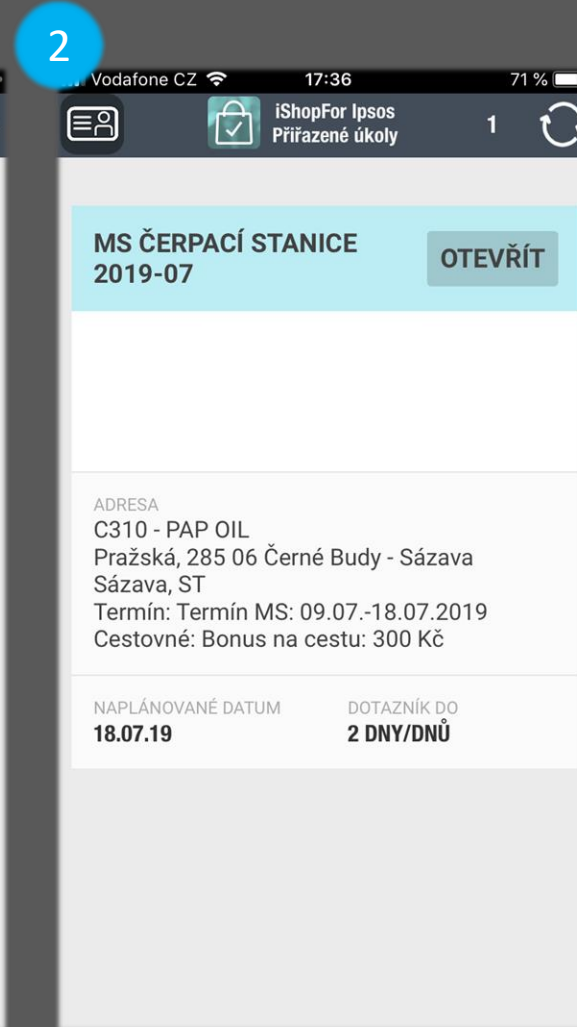 2
Vodafone CZ 17:36 71 %
iShopFor Ipsos
Přiřazené úkoly
1
MS ČERPACÍ STANICE
2019-07
OTEVŘÍT
ADRESA
C310 - PAP OIL
Pražská, 285 06 Černé Budy - Sázava
Sázava, ST
Termín: Termín MS: 09.07.-18.07.2019
Cestovné: Bonus na cestu: 300 Kč
NAPLÁNOVANÉ DATUM DOTAZNÍK DO
18.07.19 2 DNY/DNŮ